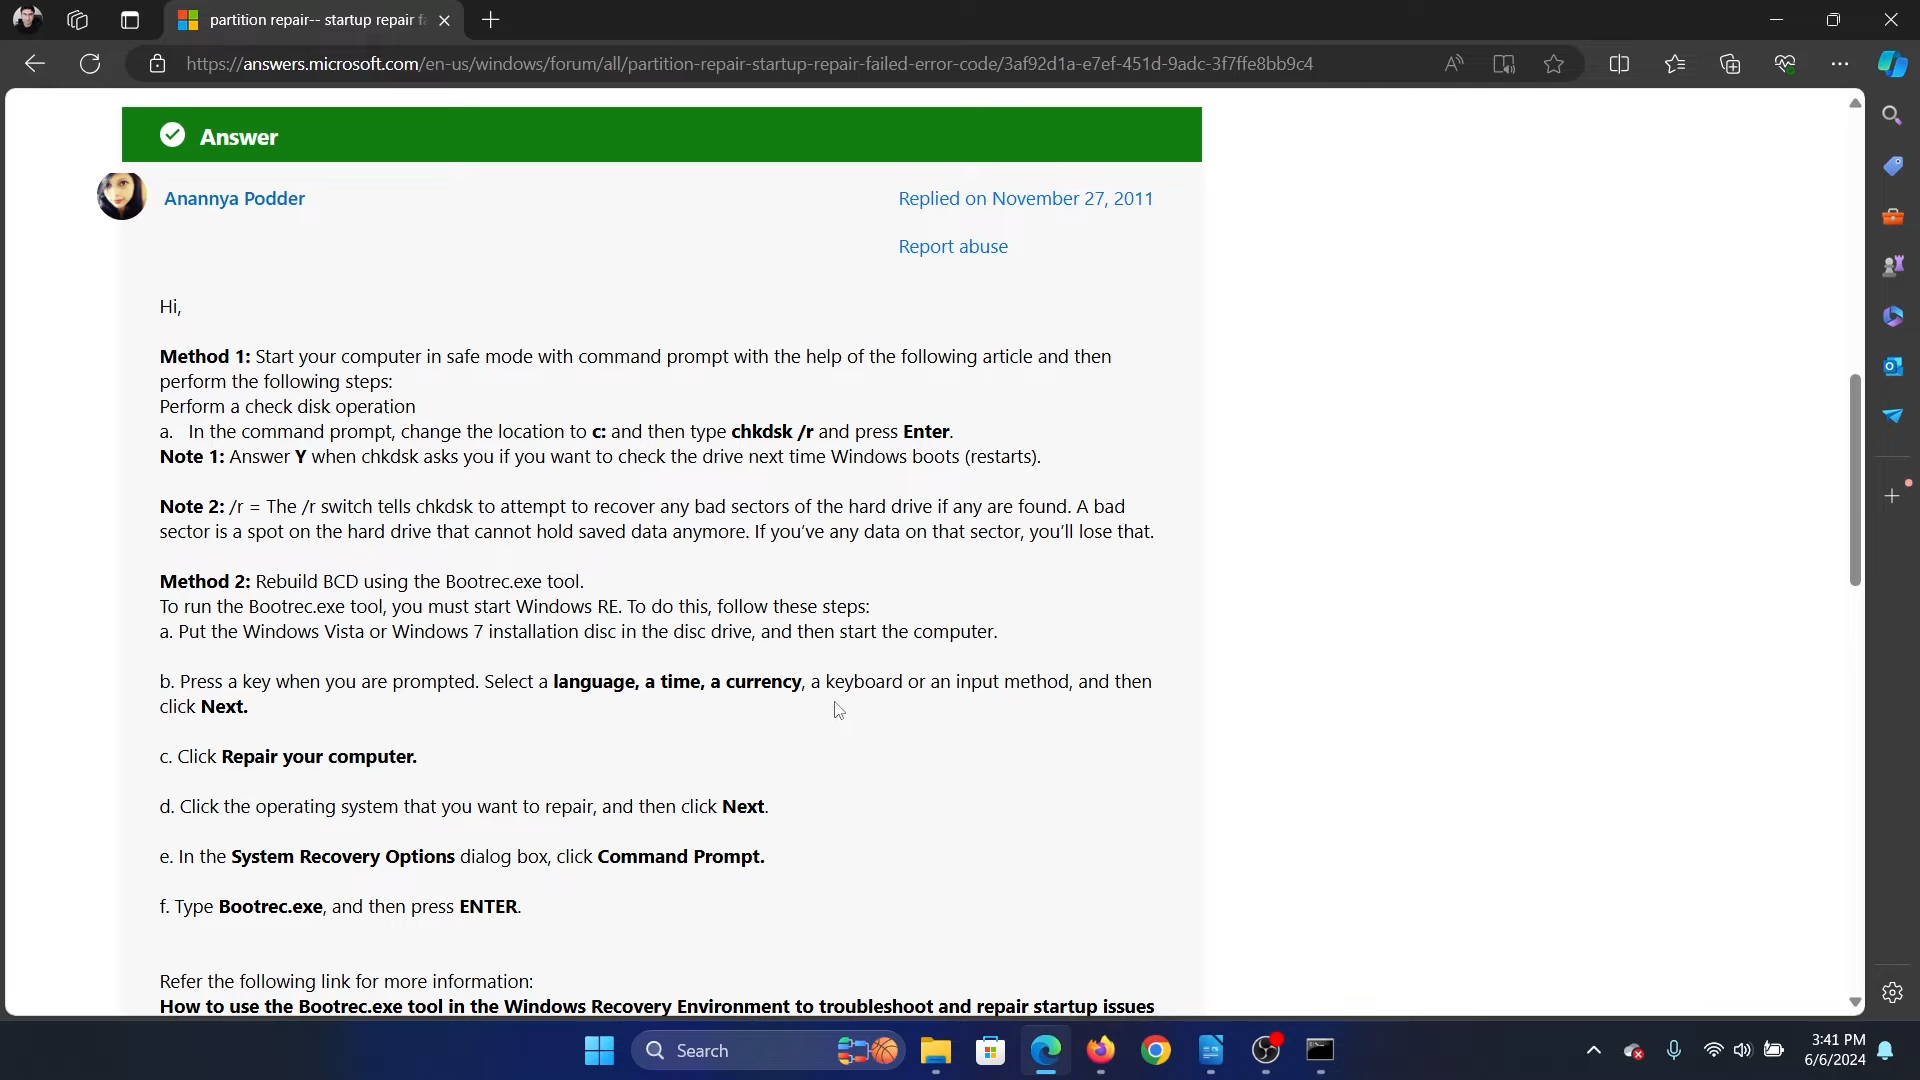 partition repair-- startup repair fa
https://answers.microsoft.com/en-us/windows/forum/all/partition-repair-startup-repair-failed-error-code/3af92d1a-e7ef-451d-9adc-3f7ffe8bb9c4
Answer
Anannya Podder
Replied on November 27, 2011
Report abuse
Hi,
Method 1: Start your computer in safe mode with command prompt with the help of the following article and then
perform the following steps:
Perform a check disk operation
a. In the command prompt, change the location to c: and then type chkdsk /r and press Enter.
Note 1: Answer Y when chkdsk asks you if you want to check the drive next time Windows boots (restarts).
Note 2: /r = The /r switch tells chkdsk to attempt to recover any bad sectors of the hard drive if any are found. A bad
sector is a spot on the hard drive that cannot hold saved data anymore. If you've any data on that sector, you'll lose that.
Method 2: Rebuild BCD using the Bootrec.exe tool.
To run the Bootrec.exe tool, you must start Windows RE. To do this, follow these steps:
a. Put the Windows Vista or Windows 7 installation disc in the disc drive, and then start the computer.
b. Press a key when you are prompted. Select a language, a time, a currency, a keyboard or an input method, and then
click Next.
c. Click Repair your computer.
d. Click the operating system that you want to repair, and then click Next.
e. In the System Recovery Options dialog box, click Command Prompt.
f. Type Bootrec.exe, and then press ENTER.
Refer the following link for more information:
How to use the Bootrec.exe tool in the Windows Recovery Environment to troubleshoot and repair startup issues
Search
3:41 PM
6/6/2024